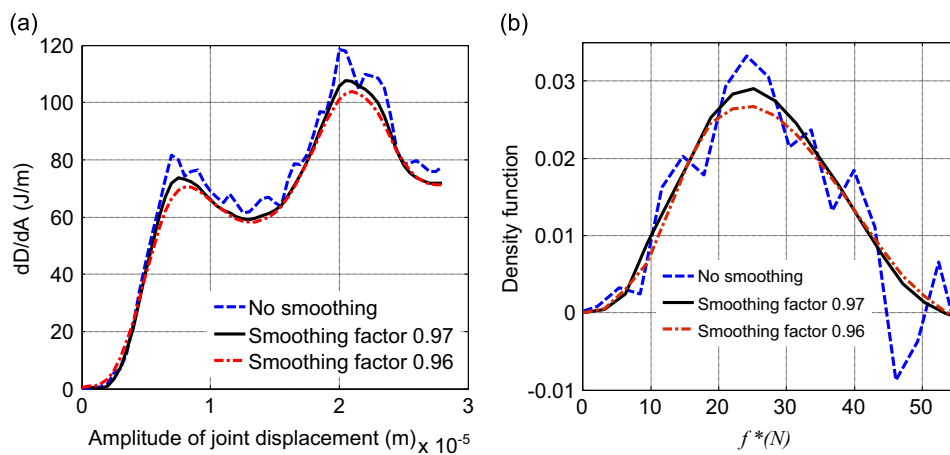 (a)
dD/dA (J/m)
120
100
80
60
40
20
0
No smoothing
Smoothing factor 0.97
Smoothing factor 0.96
0 1 2 3
Amplitude of joint displacement (m) x 10-5
(b)
Density function
0.03
0.02
0.01
0
-0.01
No smoothing
Smoothing factor 0.97
Smoothing factor 0.96
0 10 20 30 40 50
f*(N)